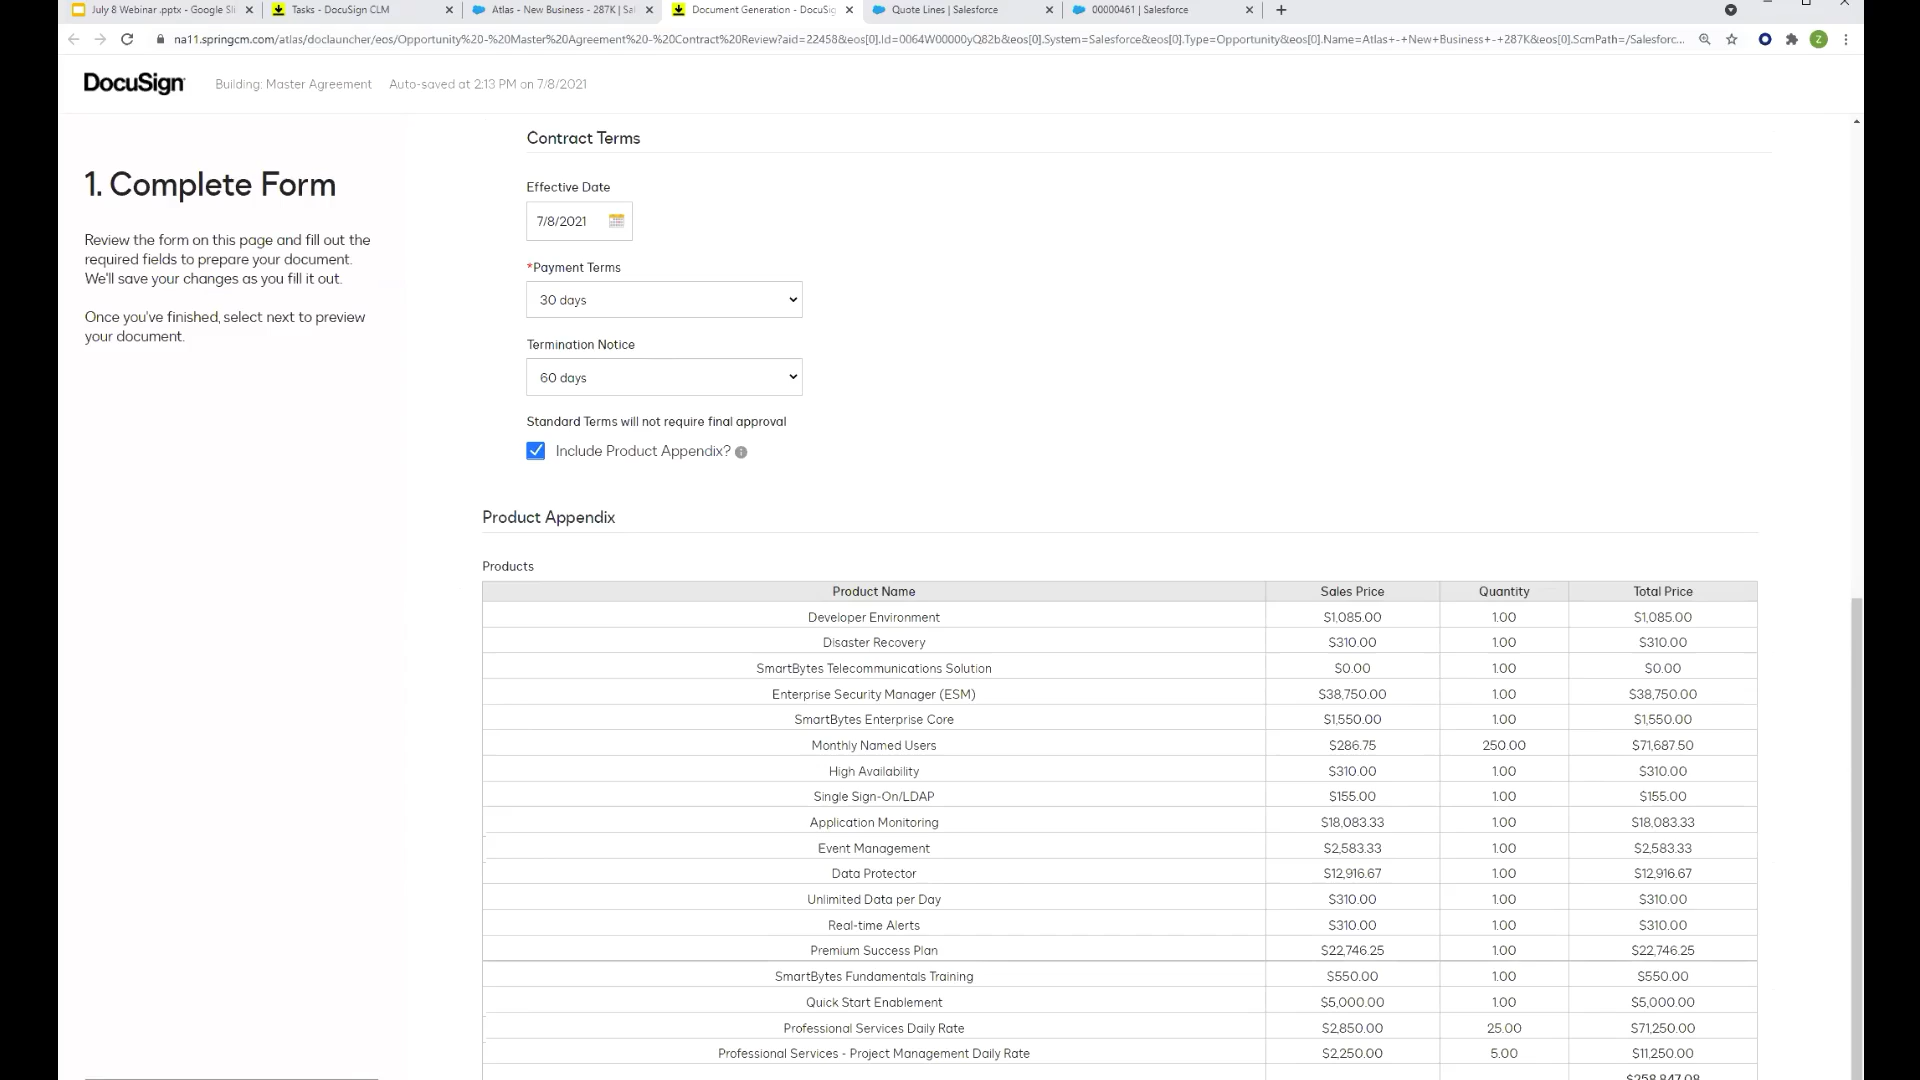 July 8 Webinar .pptx - Google Sli
Tasks - DocuSign CLM
Atlas - New Business - 287K | Sa
Document Generation - DocuSig
Quote Lines | Salesforce
00000461 | Salesforce
na11.springcm.com/atlas/doclauncher/eos/Opportunity%20-%20Master%20Agreement%20-%20Contract%20Review?aid=22458&eos[0].Id=0064W00000yQ82b&eos[0].System=Salesforce&eos[0].Type=Opportunity&eos[0].Name=Atlas+-+New+Business+-+287K&eos[0].ScmPath=/Salesforc...
Z
DocuSign
Building: Master Agreement
Auto-saved at 2:13 PM on 7/8/2021
1. Complete Form
Review the form on this page and fill out the
required fields to prepare your document.
We'll save your changes as you fill it out.
Once you've finished, select next to preview
your document.
Contract Terms
Effective Date
7/8/2021
*Payment Terms
30 days
Termination Notice
60 days
Standard Terms will not require final approval
Include Product Appendix?
Product Appendix
Products
Product Name Sales Price Quantity Total Price
Developer Environment $1,085.00 1.00 $1,085.00
Disaster Recovery $310.00 1.00 $310.00
SmartBytes Telecommunications Solution $0.00 1.00 $0.00
Enterprise Security Manager (ESM) $38,750.00 1.00 $38,750.00
SmartBytes Enterprise Core $1,550.00 1.00 $1,550.00
Monthly Named Users $286.75 250.00 $71,687.50
High Availability $310.00 1.00 $310.00
Single Sign-On/LDAP $155.00 1.00 $155.00
Application Monitoring $18,083.33 1.00 $18,083.33
Event Management $2,583.33 1.00 $2,583.33
Data Protector $12,916.67 1.00 $12,916.67
Unlimited Data per Day $310.00 1.00 $310.00
Real-time Alerts $310.00 1.00 $310.00
Premium Success Plan $22,746.25 1.00 $22,746.25
SmartBytes Fundamentals Training $550.00 1.00 $550.00
Quick Start Enablement $5,000.00 1.00 $5,000.00
Professional Services Daily Rate $2,850.00 25.00 $71,250.00
Professional Services - Project Management Daily Rate $2,250.00 5.00 $11,250.00
$258,847.08